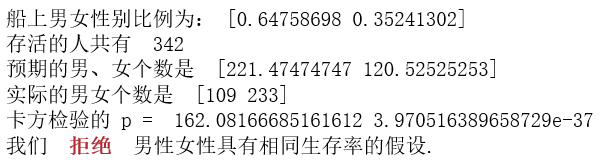 船上男女性别比例为： [0.64758698 0.35241302]
存活的人共有 342
预期的男、女个数是 [221.47474747 120.52525253]
实际的男女个数是 [109 233]
卡方检验的 p = 162.08166685161612 3.970516389658729e-37
我们 拒绝 男性女性具有相同生存率的假设.